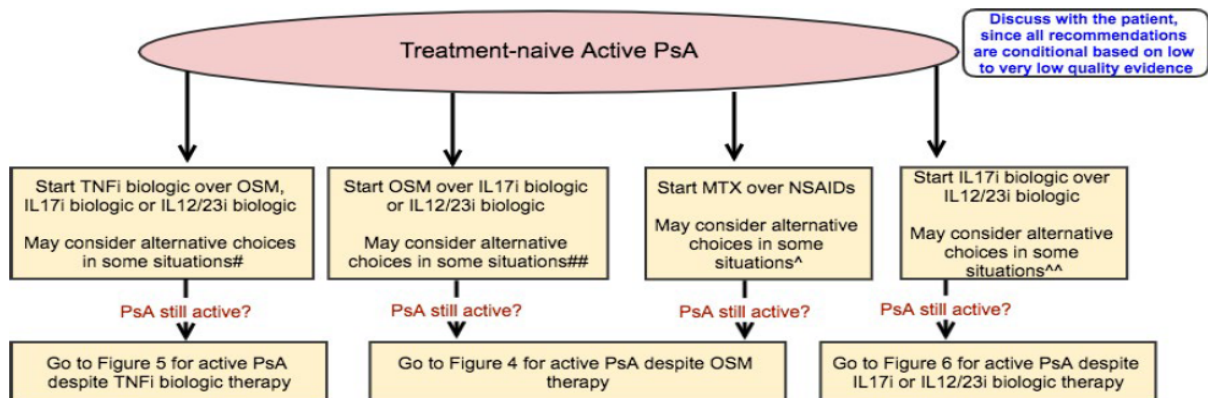 Treatment-naive Active PsA
Discuss with the patient,
since all recommendations
are conditional based on low
to very low quality evidence
Start TNFi biologic over OSM,
IL17i biologic or IL12/23i biologic
May consider alternative choices
in some situations#
Start OSM over IL17i biologic
or IL12/23i biologic
May consider alternative
choices in some situations##
Start MTX over NSAIDs
May consider alternative
choices in some
situations^
Start IL17i biologic over
IL12/23i biologic
May consider alternative
choices in some
situations^^
PsA still active?
PsA still active?
PsA still active?
PsA still active?
Go to Figure 5 for active PsA
despite TNFi biologic therapy
Go to Figure 4 for active PsA despite OSM
therapy
Go to Figure 6 for active PsA despite
IL17i or IL12/23i biologic therapy